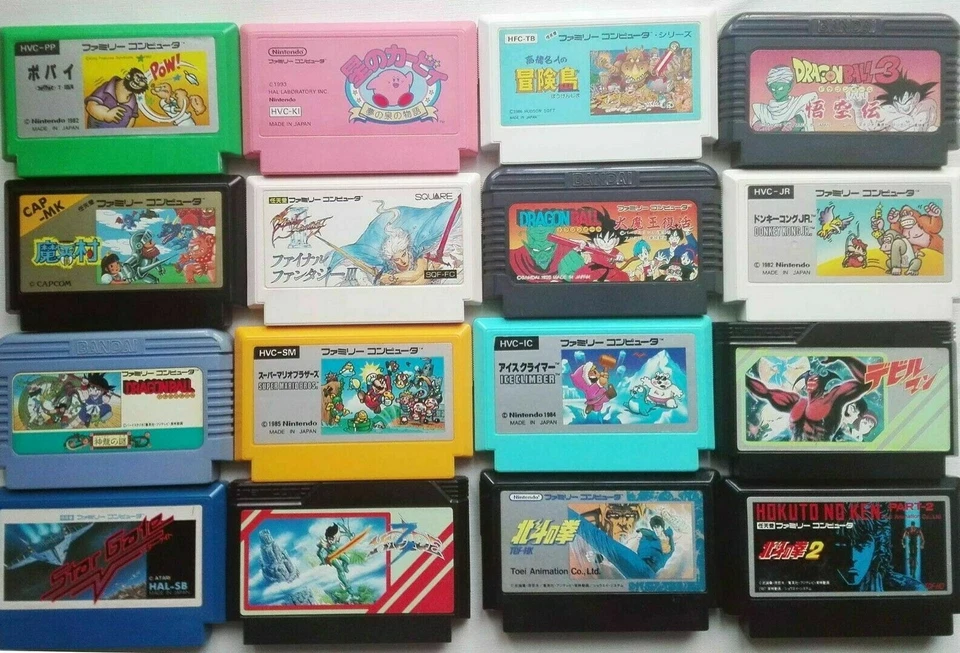 HVC-PP ファミリー コンピュータ
ポパイ
POW!
© Nintendo 1982
MADE IN JAPAN
Nintendo
ファミリー コンピュータ
星のカービィ
夢の泉の物語
©1993
HAL LABORATORY INC.
Nintendo
HVC-KI
MADE IN JAPAN
HFC-TB ファミリー コンピュータ・シリーズ
高橋名人の
冒険島
MADE IN JAPAN
BANDAI
DRAGON BALL 3
悟空伝
CAP
-MK
ファミリー コンピュータ
魔界村
© CAPCOM
ファミリー コンピュータ SQUARE
ファイナル
ファンタジーIII
SQF-FC
BANDAI
ファミリー コンピュータ
DRAGON BALL
大魔王復活
HVC-JR ファミリー コンピュータ
ドンキーコングJR.
DONKEY KONG JR.
© 1982 Nintendo
MADE IN JAPAN
BANDAI
DRAGON BALL
神龍の謎
HVC-SM ファミリー コンピュータ
スーパーマリオブラザーズ
SUPER MARIO BROS.
© 1985 Nintendo
MADE IN JAPAN
HVC-IC ファミリー コンピュータ
アイスクライマー
ICE CLIMBER
© Nintendo 1984
MADE IN JAPAN
デビルマン
Star Gate
© ATARI
HAL-SB
Nintendo ファミリー コンピュータ
北斗の拳
TOF-HK
Toei Animation Co., Ltd.
HOKUTO NO KEN PART-2
ファミリー コンピュータ
北斗の拳2